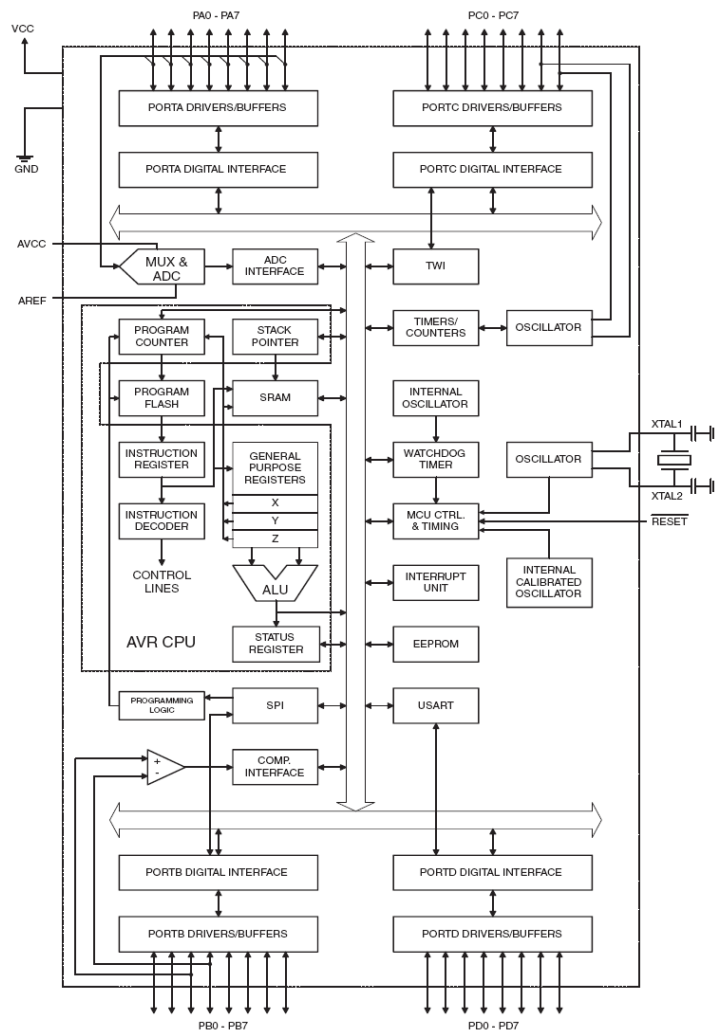 PA0 - PA7
PC0 - PC7
VCC
GND
PORTA DRIVERS/BUFFERS
PORTC DRIVERS/BUFFERS
PORTA DIGITAL INTERFACE
PORTC DIGITAL INTERFACE
AVCC
AREF
MUX &
ADC
ADC
INTERFACE
TWI
PROGRAM
COUNTER
STACK
POINTER
TIMERS/
COUNTERS
OSCILLATOR
PROGRAM
FLASH
SRAM
INTERNAL
OSCILLATOR
INSTRUCTION
REGISTER
GENERAL
PURPOSE
REGISTERS
X
Y
Z
WATCHDOG
TIMER
OSCILLATOR
XTAL1
XTAL2
RESET
INSTRUCTION
DECODER
MCU CTRL.
& TIMING
CONTROL
LINES
ALU
INTERRUPT
UNIT
INTERNAL
CALIBRATED
OSCILLATOR
AVR CPU
STATUS
REGISTER
EEPROM
PROGRAMMING
LOGIC
SPI
USART
+
-
COMP.
INTERFACE
PORTB DIGITAL INTERFACE
PORTD DIGITAL INTERFACE
PORTB DRIVERS/BUFFERS
PORTD DRIVERS/BUFFERS
PB0 - PB7
PD0 - PD7